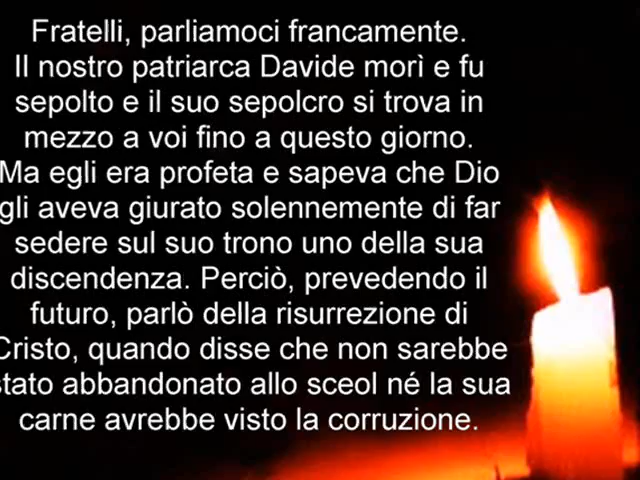 Fratelli, parliamoci francamente.
Il nostro patriarca Davide morì e fu
sepolto e il suo sepolcro si trova in
mezzo a voi fino a questo giorno.
Ma egli era profeta e sapeva che Dio
gli aveva giurato solennemente di far
sedere sul suo trono uno della sua
discendenza. Perciò, prevedendo il
futuro, parlò della risurrezione di
Cristo, quando disse che non sarebbe
stato abbandonato allo sceol né la sua
carne avrebbe visto la corruzione.